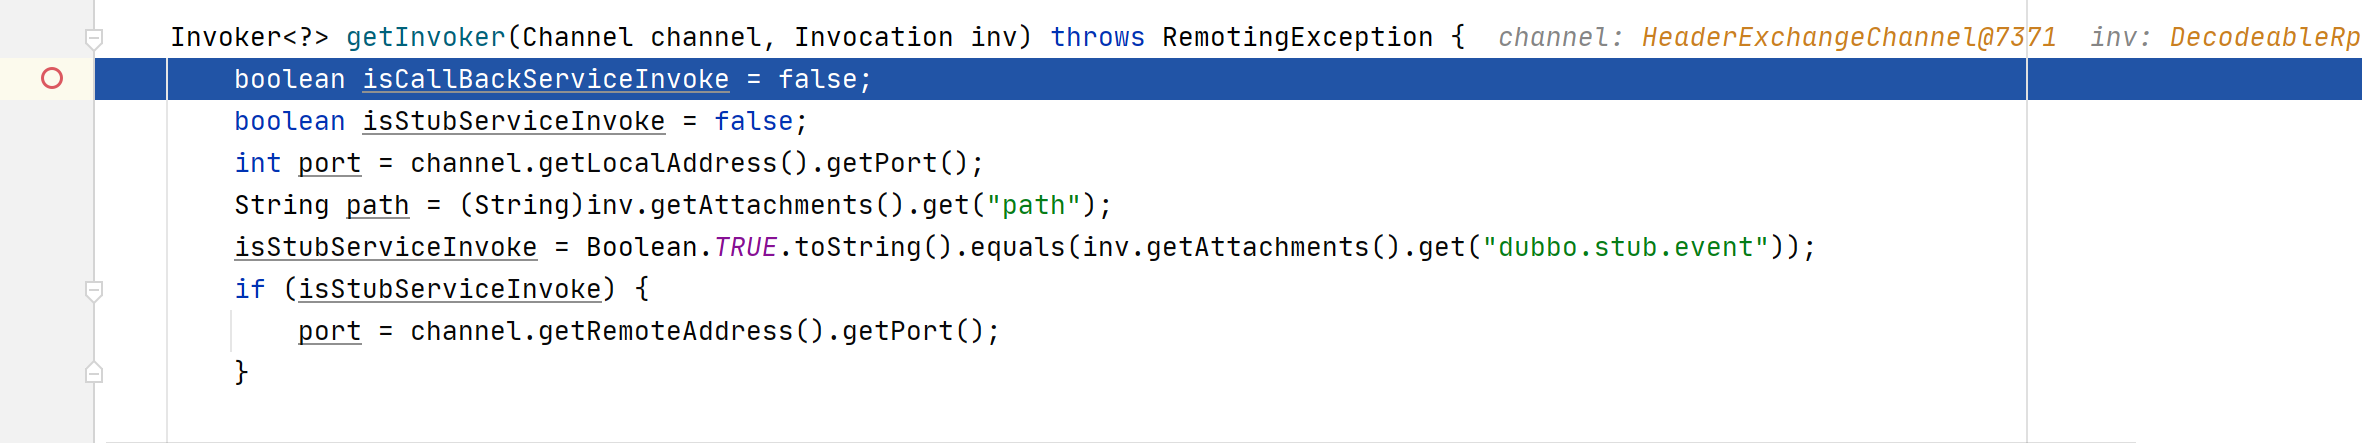 Invoker<?> getInvoker(Channel channel, Invocation inv) throws RemotingException {  channel: HeaderExchangeChannel@7371  inv: DecodeableRp
boolean isCallBackServiceInvoke = false;
boolean isStubServiceInvoke = false;
int port = channel.getLocalAddress().getPort();
String path = (String)inv.getAttachments().get("path");
isStubServiceInvoke = Boolean.TRUE.toString().equals(inv.getAttachments().get("dubbo.stub.event"));
if (isStubServiceInvoke) {
port = channel.getRemoteAddress().getPort();
}